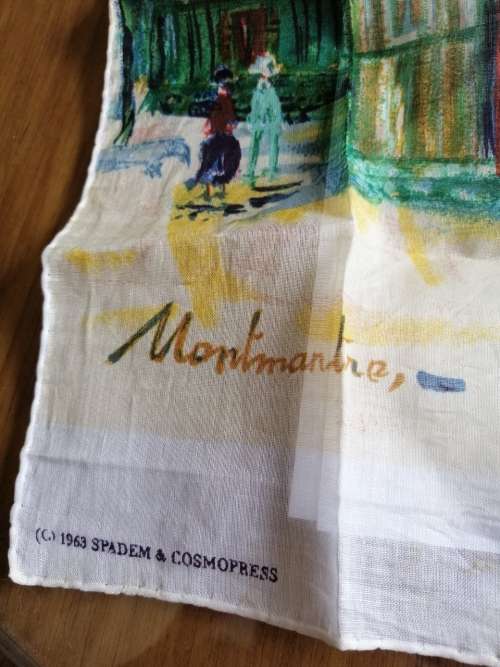 Montmartre, -
(C) 1963 SPADEM & COSMOPRESS